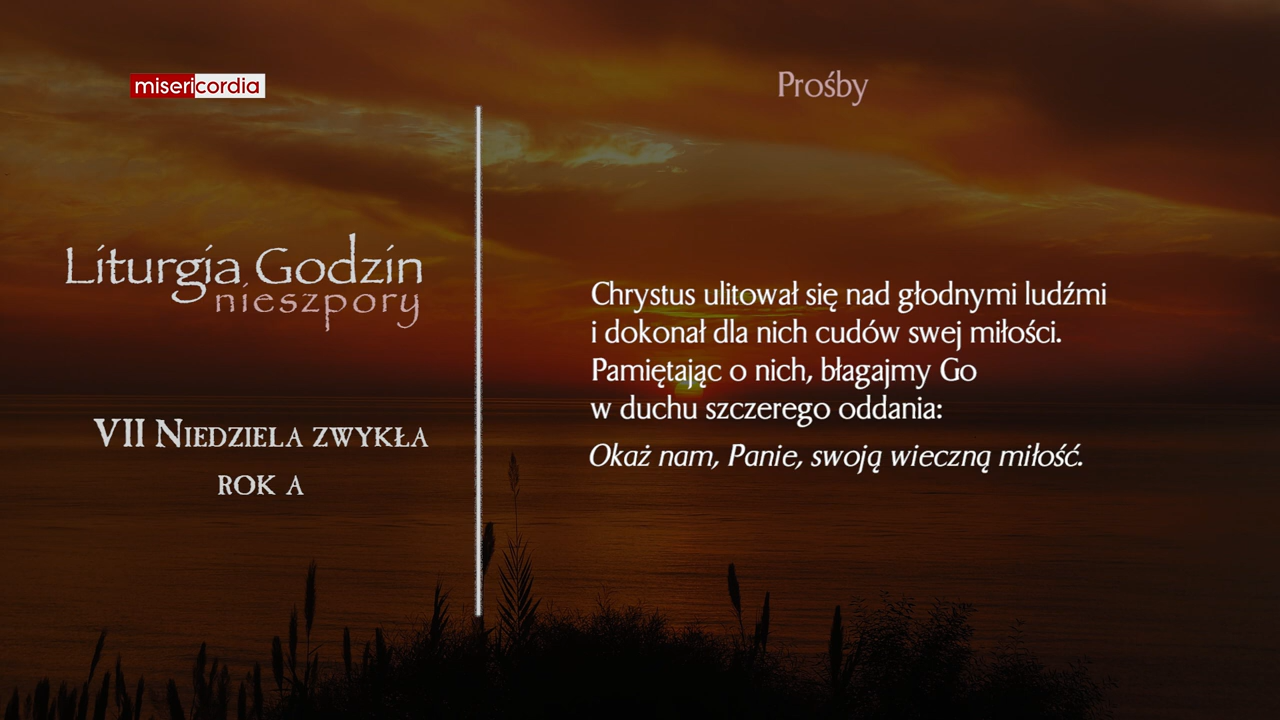 misericordia
Liturgia Godzin
nieszpory
VII Niedziela zwykła
rok A
Prośby
Chrystus ulitował się nad głodnymi ludźmi
i dokonał dla nich cudów swej miłości.
Pamiętając o nich, błagajmy Go
w duchu szczerego oddania:
Okaż nam, Panie, swoją wieczną miłość.